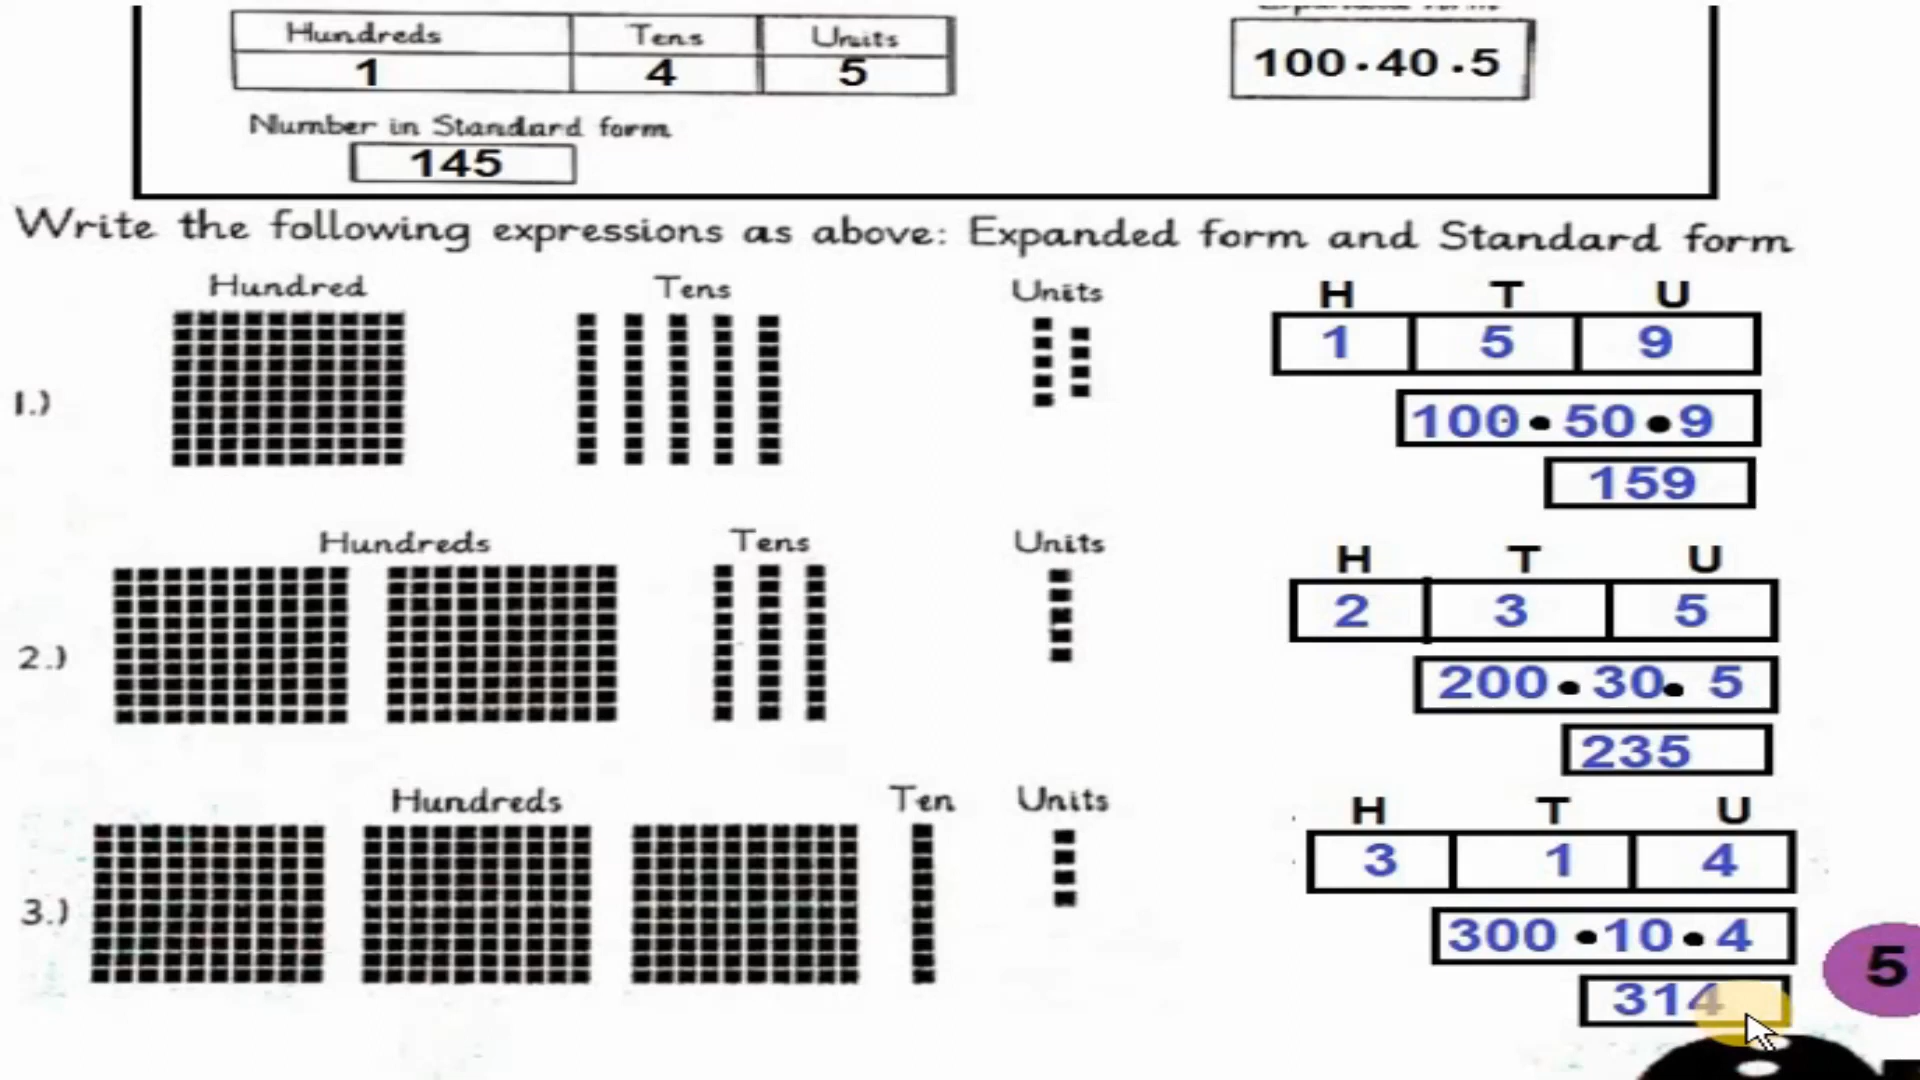 Hundreds Tens Units
1 4 5
Expanded form
100.40.5
Number in Standard form
145
Write the following expressions as above: Expanded form and Standard form
1.)
Hundred Tens Units
H T U
1 5 9
100.50.9
159
2.)
Hundreds Tens Units
H T U
2 3 5
200.30.5
235
3.)
Hundreds Ten Units
H T U
3 1 4
300.10.4
314
5